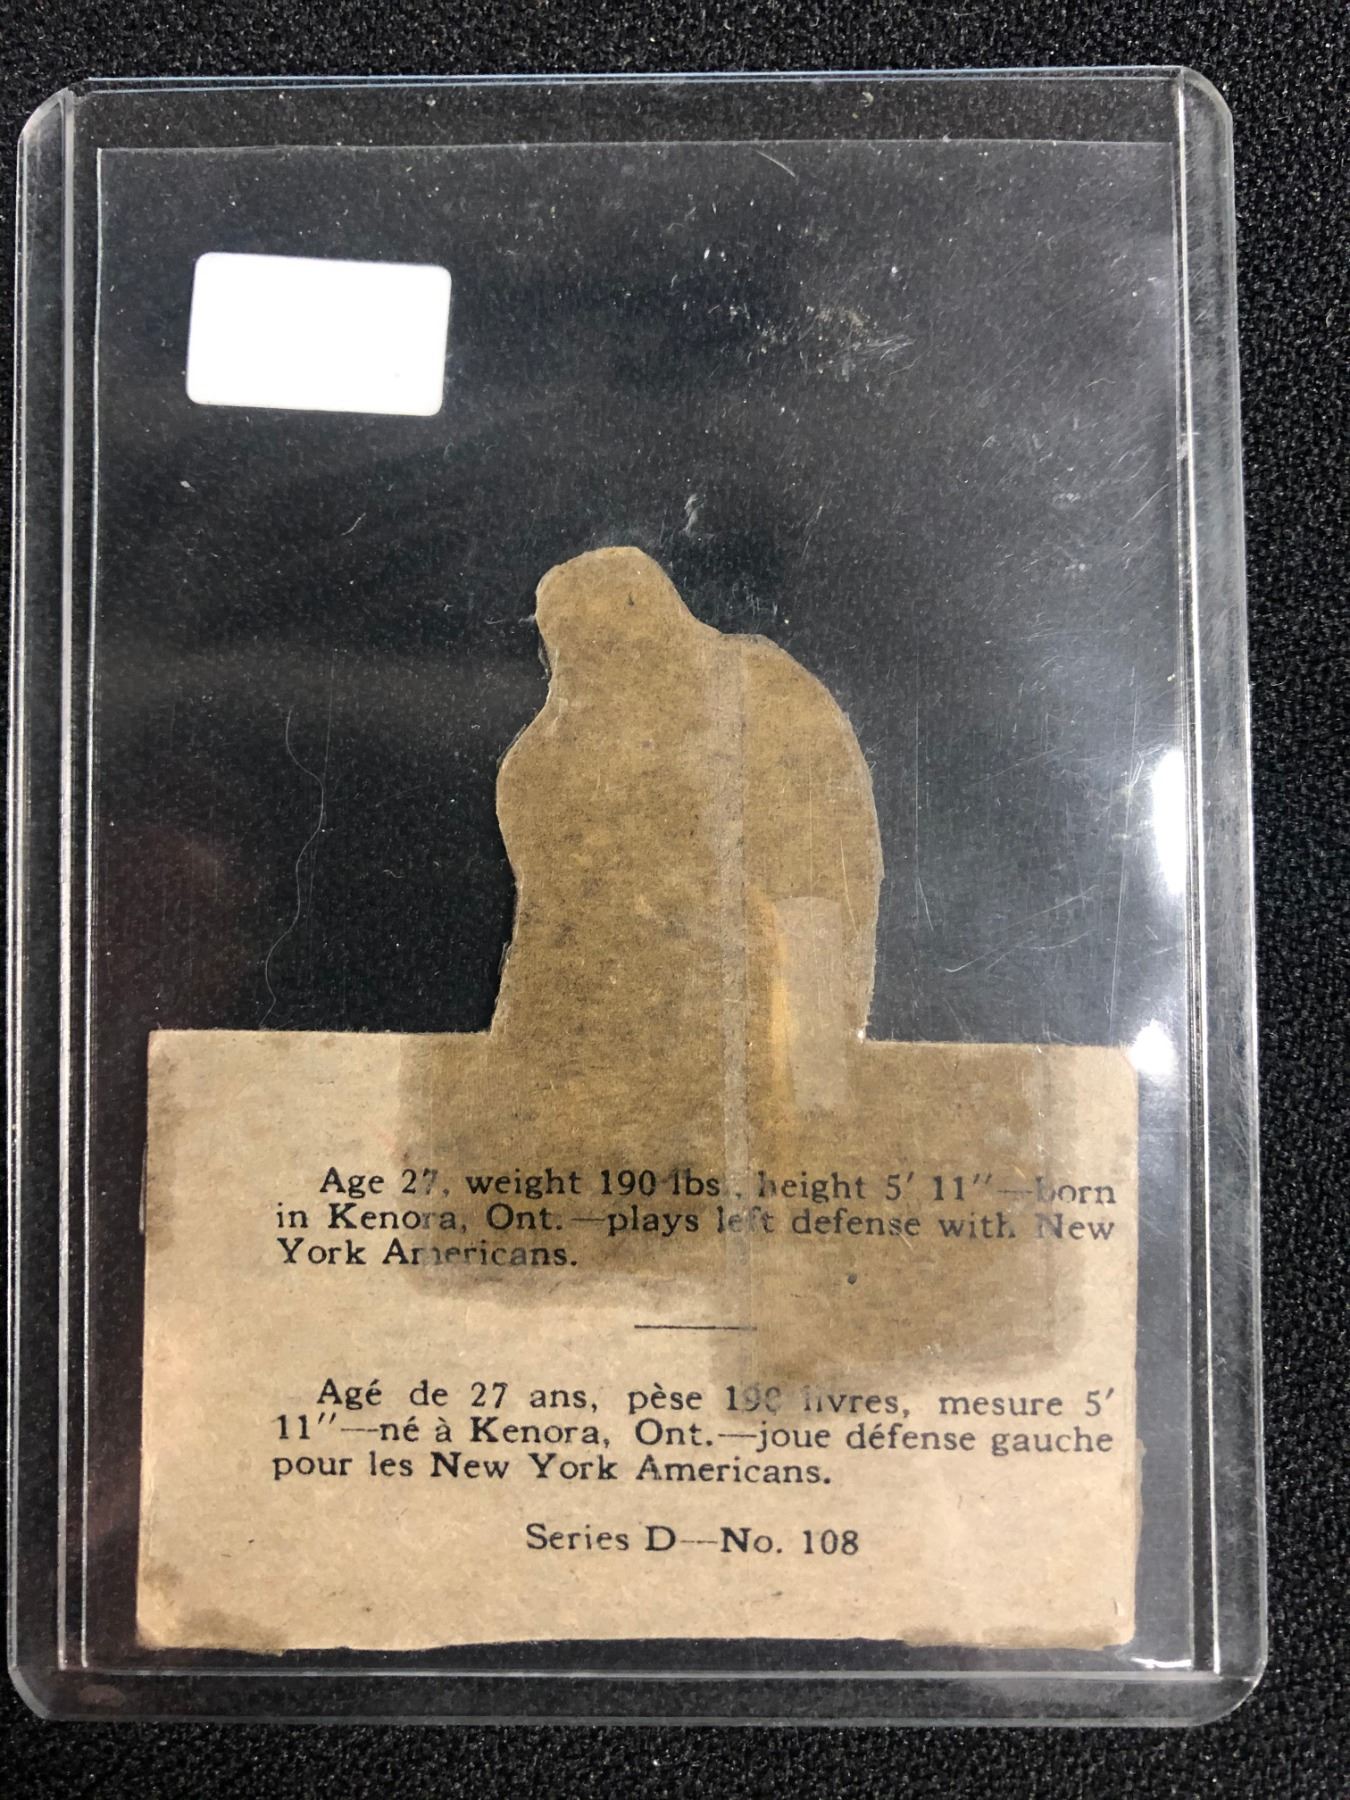 Age 27, weight 190 lbs., height 5′ 11″—born
in Kenora, Ont.—plays left defense with New
York Americans.
Agé de 27 ans, pèse 190 livres, mesure 5′
11″—né à Kenora, Ont.—joue défense gauche
pour les New York Americans.
Series D—No. 108